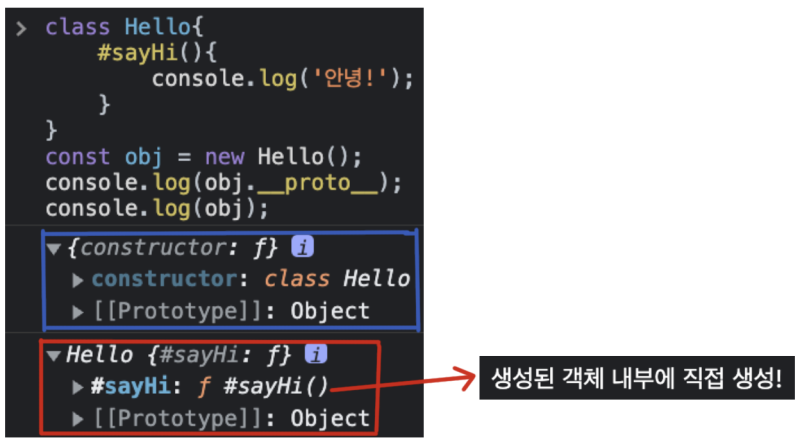 > class Hello{
#sayHi(){
console.log('안녕!');
}
}
const obj = new Hello();
console.log(obj.__proto__);
console.log(obj);
▼{constructor: ƒ} i
▶ constructor: class Hello
▶ [[Prototype]]: Object
▼Hello {#sayHi: ƒ} i
▶ #sayHi: ƒ #sayHi()
생성된 객체 내부에 직접 생성!
▶ [[Prototype]]: Object